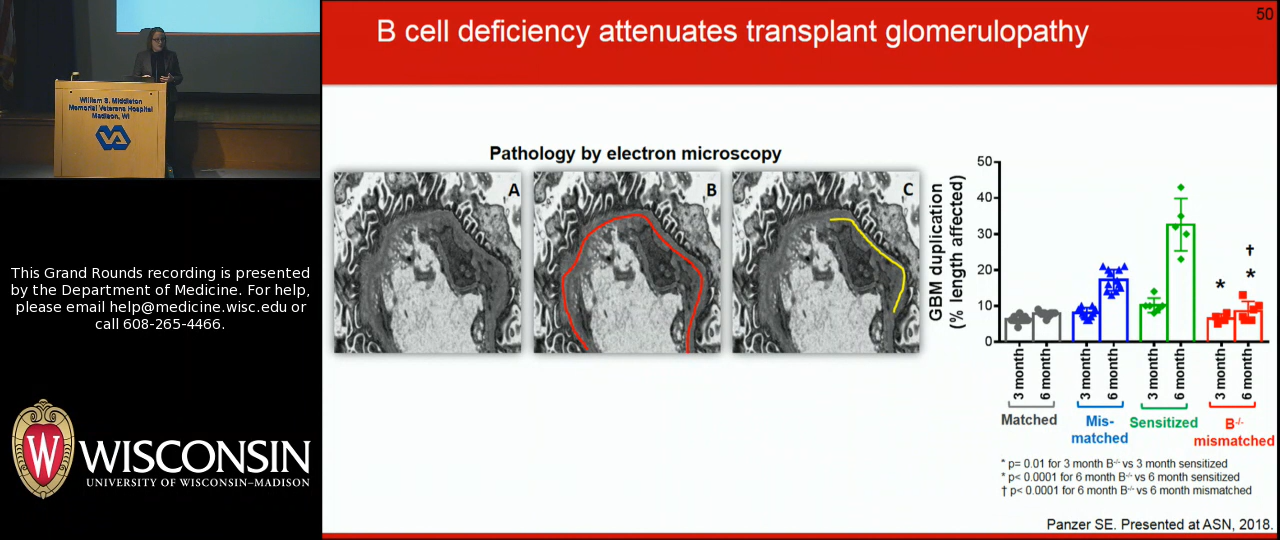 William S. Middleton
Memorial Veterans Hospital
Madison, WI
VA
This Grand Rounds recording is presented
by the Department of Medicine. For help,
please email help@medicine.wisc.edu or
call 608-265-4466.
W
WISCONSIN
UNIVERSITY OF WISCONSIN–MADISON
50
B cell deficiency attenuates transplant glomerulopathy
Pathology by electron microscopy
A
B
C
GBM duplication
(% length affected)
50
40
30
20
10
0
†
*
*
3 month
6 month
3 month
6 month
3 month
6 month
3 month
6 month
Matched
Mis-
matched
Sensitized
B-/-
mismatched
* p= 0.01 for 3 month B-/- vs 3 month sensitized
* p< 0.0001 for 6 month B-/- vs 6 month sensitized
† p< 0.0001 for 6 month B-/- vs 6 month mismatched
Panzer SE. Presented at ASN, 2018.